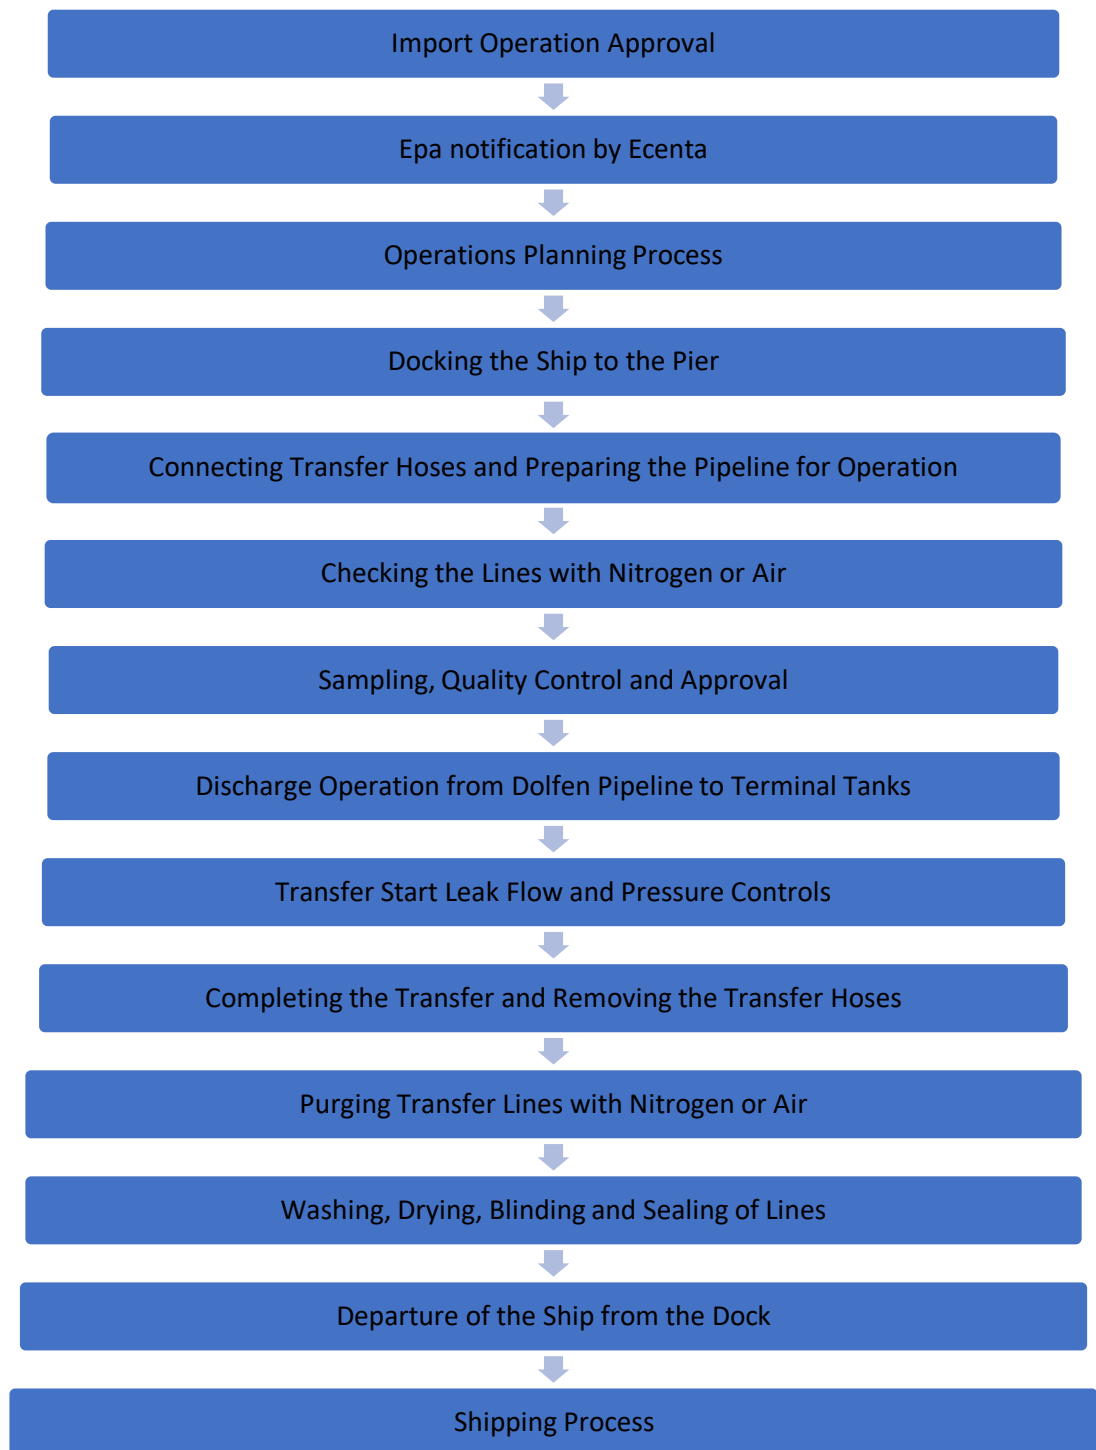 Import Operation Approval
Epa notification by Ecenta
Operations Planning Process
Docking the Ship to the Pier
Connecting Transfer Hoses and Preparing the Pipeline for Operation
Checking the Lines with Nitrogen or Air
Sampling, Quality Control and Approval
Discharge Operation from Dolfen Pipeline to Terminal Tanks
Transfer Start Leak Flow and Pressure Controls
Completing the Transfer and Removing the Transfer Hoses
Purging Transfer Lines with Nitrogen or Air
Washing, Drying, Blinding and Sealing of Lines
Departure of the Ship from the Dock
Shipping Process